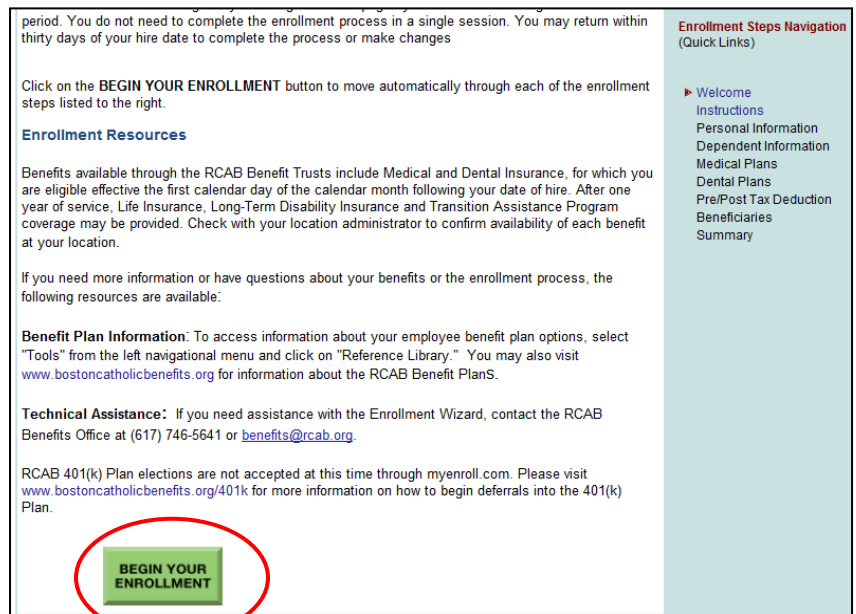 period. You do not need to complete the enrollment process in a single session. You may return within
thirty days of your hire date to complete the process or make changes
Click on the BEGIN YOUR ENROLLMENT button to move automatically through each of the enrollment
steps listed to the right.
Enrollment Resources
Benefits available through the RCAB Benefit Trusts include Medical and Dental Insurance, for which you
are eligible effective the first calendar day of the calendar month following your date of hire. After one
year of service, Life Insurance, Long-Term Disability Insurance and Transition Assistance Program
coverage may be provided. Check with your location administrator to confirm availability of each benefit
at your location.
If you need more information or have questions about your benefits or the enrollment process, the
following resources are available:
Benefit Plan Information: To access information about your employee benefit plan options, select
"Tools" from the left navigational menu and click on "Reference Library." You may also visit
www.bostoncatholicbenefits.org for information about the RCAB Benefit Plans.
Technical Assistance: If you need assistance with the Enrollment Wizard, contact the RCAB
Benefits Office at (617) 746-5641 or benefits@rcab.org.
RCAB 401(k) Plan elections are not accepted at this time through myenroll.com. Please visit
www.bostoncatholicbenefits.org/401k for more information on how to begin deferrals into the 401(k)
Plan.
BEGIN YOUR
ENROLLMENT
Enrollment Steps Navigation
(Quick Links)
Welcome
Instructions
Personal Information
Dependent Information
Medical Plans
Dental Plans
Pre/Post Tax Deduction
Beneficiaries
Summary